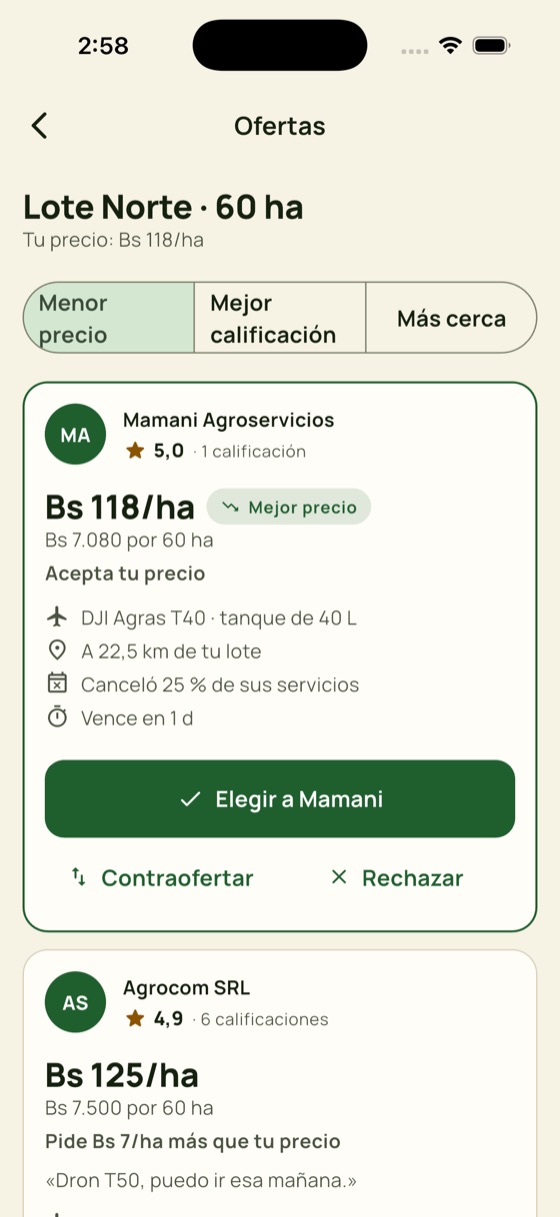 2:58
Ofertas
Lote Norte · 60 ha
Tu precio: Bs 118/ha
Menor
precio
Mejor
calificación
Más cerca
MA
Mamani Agroservicios
5,0 · 1 calificación
Bs 118/ha
Mejor precio
Bs 7.080 por 60 ha
Acepta tu precio
DJI Agras T40 · tanque de 40 L
A 22,5 km de tu lote
Canceló 25 % de sus servicios
Vence en 1 d
Elegir a Mamani
Contraofertar
Rechazar
AS
Agrocom SRL
4,9 · 6 calificaciones
Bs 125/ha
Bs 7.500 por 60 ha
Pide Bs 7/ha más que tu precio
«Dron T50, puedo ir esa mañana.»